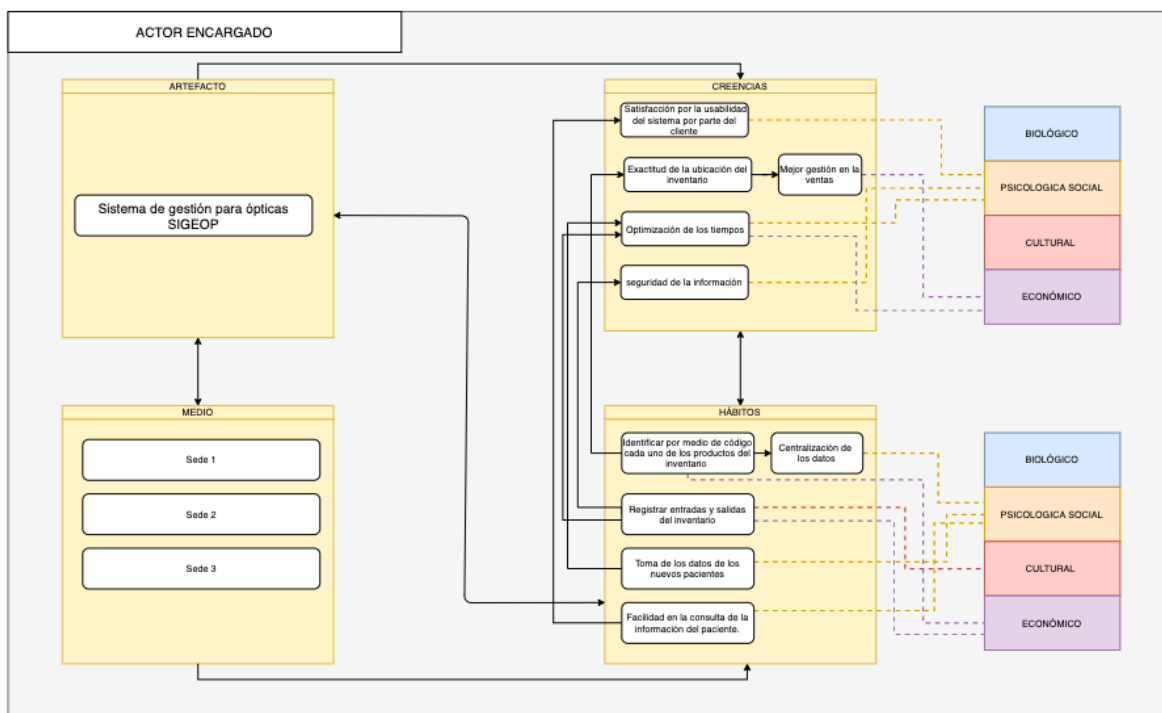 ACTOR ENCARGADO
ARTEFACTO
Sistema de gestión para ópticas
SIGEOP
MEDIO
Sede 1
Sede 2
Sede 3
CREENCIAS
Satisfacción por la usabilidad
del sistema por parte del
cliente
Exactitud de la ubicación del
inventario
Mejor gestión en la
ventas
Optimización de los tiempos
seguridad de la información
BIOLÓGICO
PSICOLOGICA SOCIAL
CULTURAL
ECONÓMICO
HÁBITOS
Identificar por medio de código
cada uno de los productos del
inventario
Centralización de
los datos
Registrar entradas y salidas
del inventario
Toma de los datos de los
nuevos pacientes
Facilidad en la consulta de la
información del paciente.
BIOLÓGICO
PSICOLOGICA SOCIAL
CULTURAL
ECONÓMICO